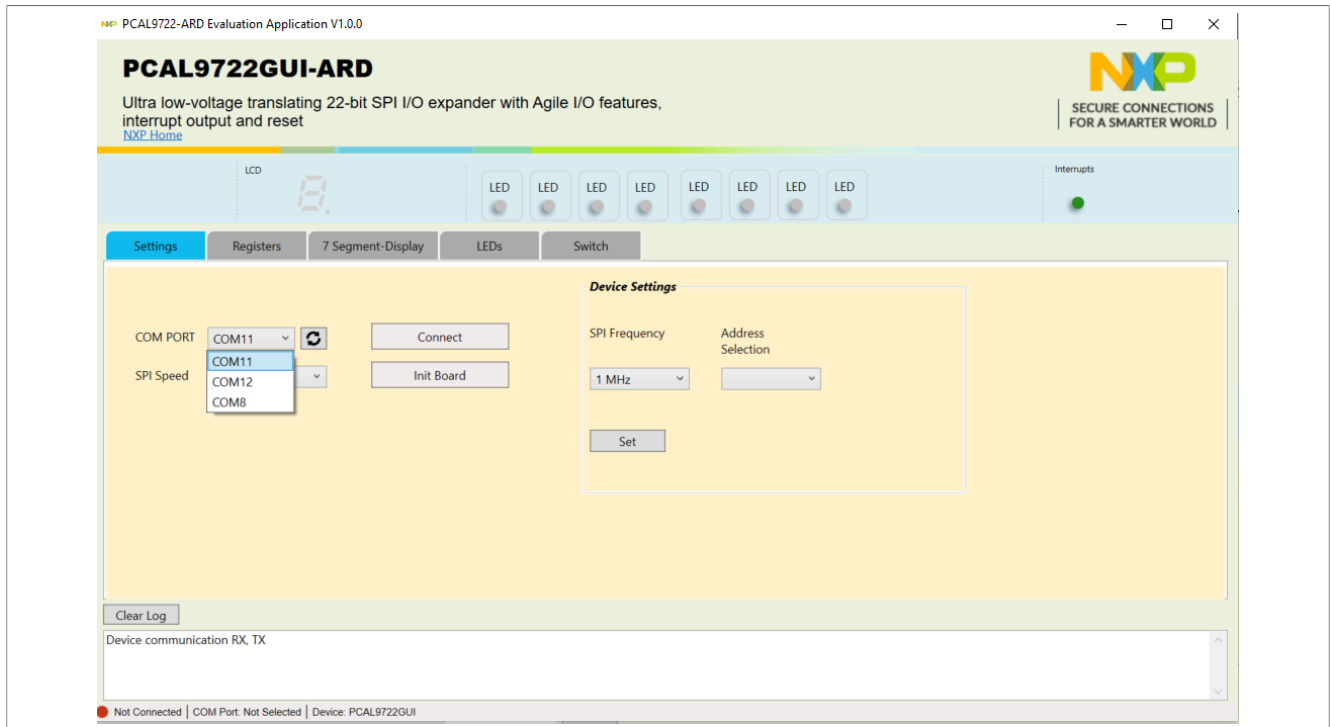 PCAL9722-ARD Evaluation Application V1.0.0
PCAL9722GUI-ARD
Ultra low-voltage translating 22-bit SPI I/O expander with Agile I/O features,
interrupt output and reset
NXP Home
NXP
SECURE CONNECTIONS
FOR A SMARTER WORLD
LCD
LED LED LED LED LED LED LED LED
Interrupts
Settings Registers 7 Segment-Display LEDs Switch
Device Settings
COM PORT COM11 Connect
COM11
COM12
COM8
SPI Speed Init Board
SPI Frequency
Address
Selection
1 MHz
Set
Clear Log
Device communication RX, TX
Not Connected | COM Port: Not Selected | Device: PCAL9722GUI